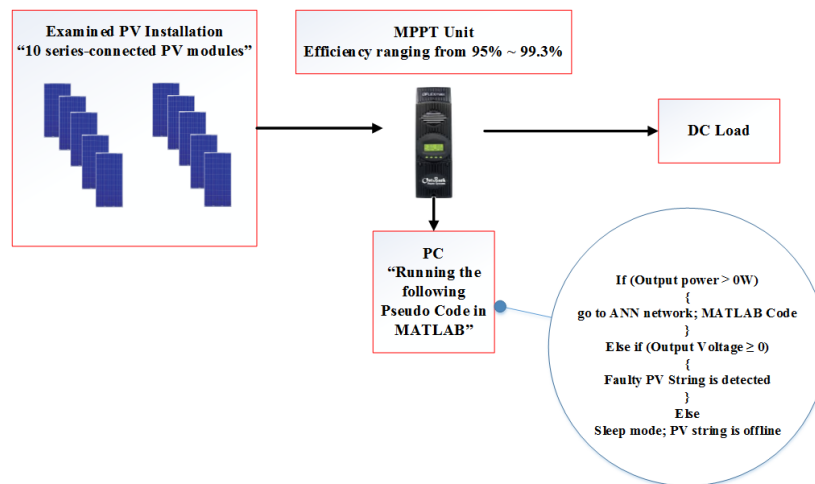 Examined PV Installation
“10 series-connected PV modules”
MPPT Unit
Efficiency ranging from 95% ~ 99.3%
DC Load
PC
“Running the
following
Pseudo Code in
MATLAB”
If (Output power > 0W)
{
go to ANN network; MATLAB Code
}
Else if (Output Voltage ≥ 0)
{
Faulty PV String is detected
}
Else
Sleep mode; PV string is offline